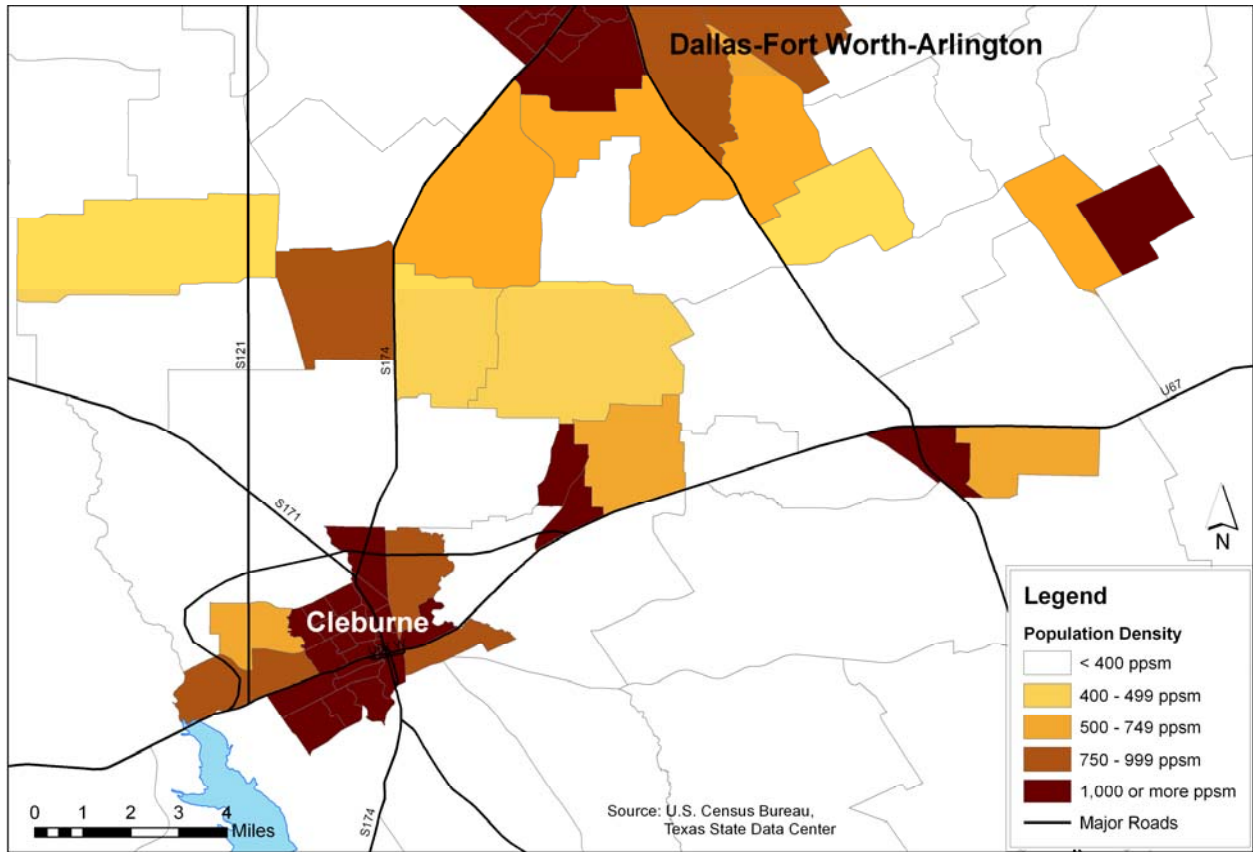 Dallas-Fort Worth-Arlington
S121
S174
U67
S171
Cleburne
S174
0 1 2 3 4
Miles
Source: U.S. Census Bureau,
Texas State Data Center
N
Legend
Population Density
< 400 ppsm
400 - 499 ppsm
500 - 749 ppsm
750 - 999 ppsm
1,000 or more ppsm
Major Roads